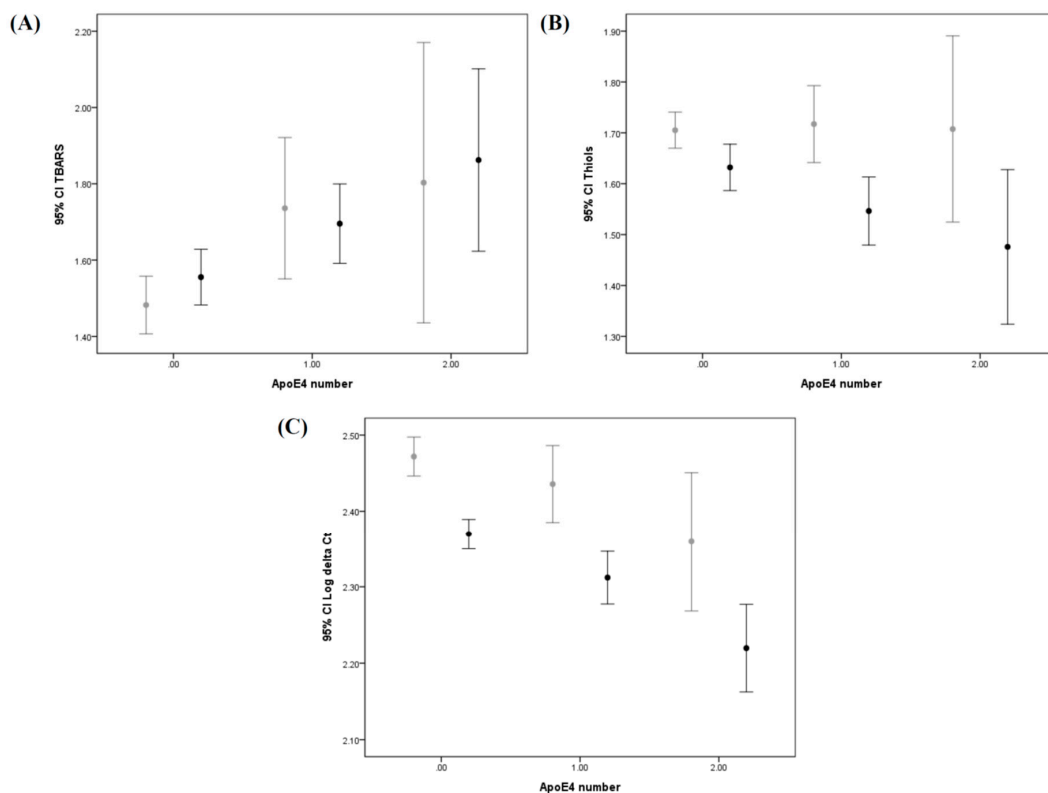 (A)
95% CI TBARS
2.20
2.00
1.80
1.60
1.40
.00
1.00
2.00
ApoE4 number
(B)
95% CI Thiols
1.90
1.80
1.70
1.60
1.50
1.40
1.30
.00
1.00
2.00
ApoE4 number
(C)
95% CI Log delta Ct
2.50
2.40
2.30
2.20
2.10
.00
1.00
2.00
ApoE4 number